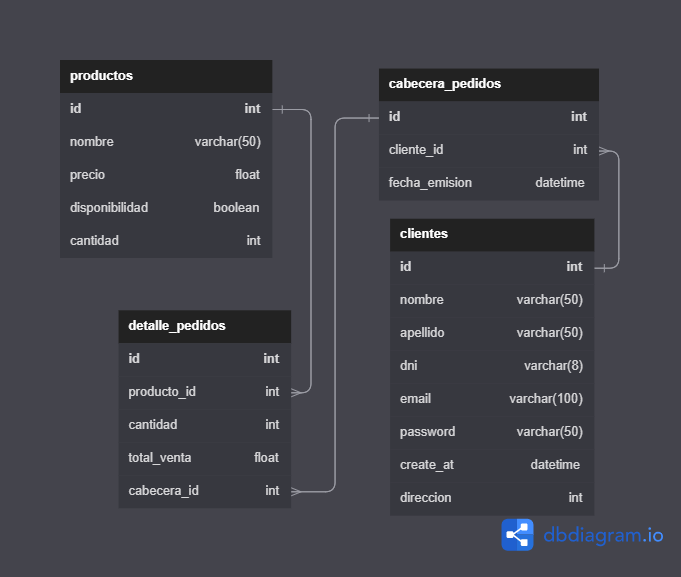 productos
id int
nombre varchar(50)
precio float
disponibilidad boolean
cantidad int
cabecera_pedidos
id int
cliente_id int
fecha_emision datetime
clientes
id int
nombre varchar(50)
apellido varchar(50)
dni varchar(8)
email varchar(100)
password varchar(50)
create_at datetime
direccion int
detalle_pedidos
id int
producto_id int
cantidad int
total_venta float
cabecera_id int
dbdiagram.io